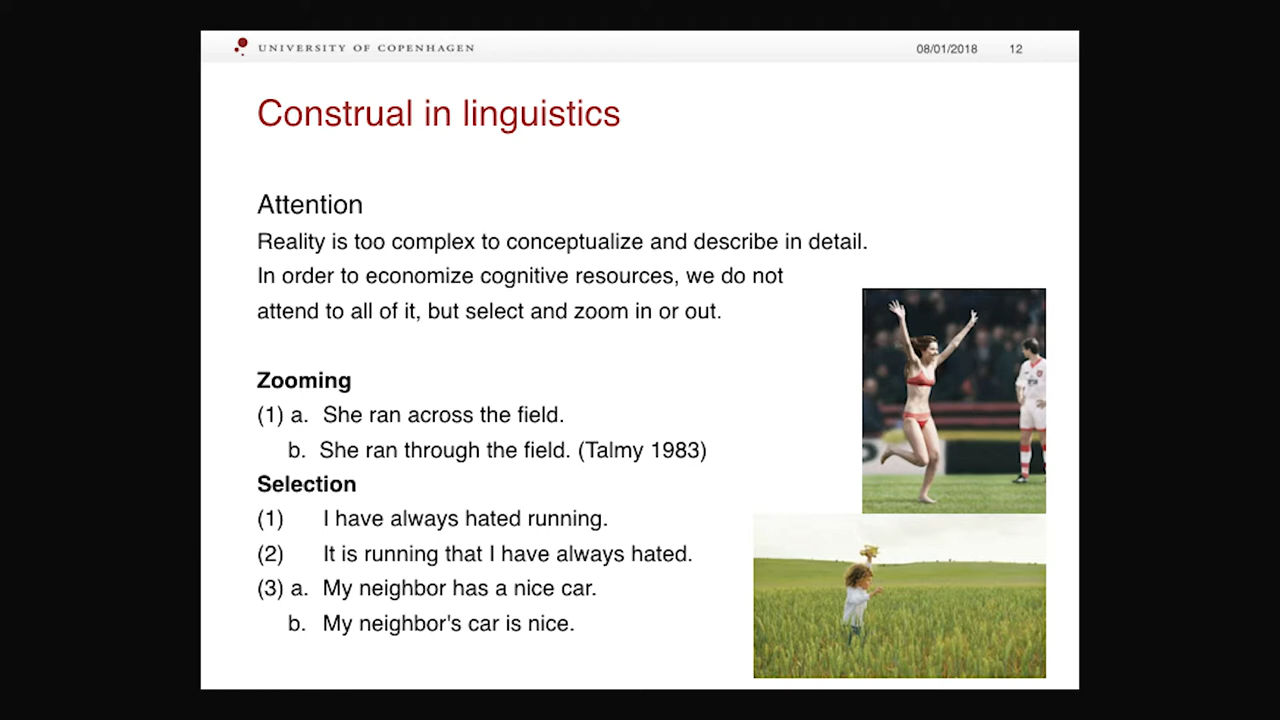 UNIVERSITY OF COPENHAGEN
08/01/2018 12
Construal in linguistics
Attention
Reality is too complex to conceptualize and describe in detail.
In order to economize cognitive resources, we do not
attend to all of it, but select and zoom in or out.
Zooming
(1) a. She ran across the field.
b. She ran through the field. (Talmy 1983)
Selection
(1) I have always hated running.
(2) It is running that I have always hated.
(3) a. My neighbor has a nice car.
b. My neighbor's car is nice.